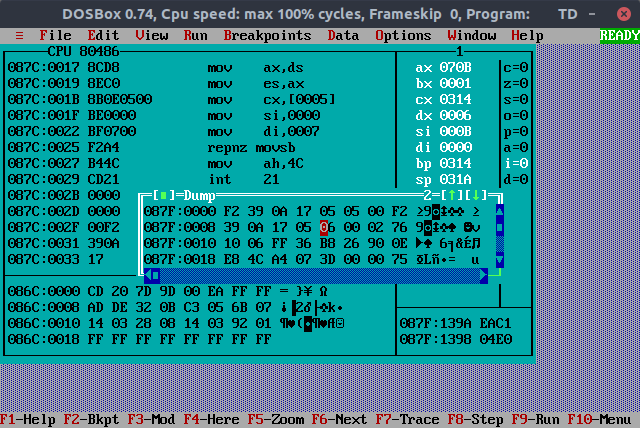 DOSBox 0.74, Cpu speed: max 100% cycles, Frameskip 0, Program: TD
≡ File Edit View Run Breakpoints Data Options Window Help READY
CPU 80486 1
087C:0017 8CD8 mov ax,ds ax 070B c=0
087C:0019 8EC0 mov es,ax bx 0001 z=0
087C:001B 8B0E0500 mov cx,[0005] cx 0314 s=0
087C:001F BE0000 mov si,0000 dx 0006 o=0
087C:0022 BF0700 mov di,0007 si 000B p=0
087C:0025 F2A4 repnz movsb di 0000 a=0
087C:0027 B44C mov ah,4C bp 0314 i=0
087C:0029 CD21 int 21 sp 031A d=0
087C:002B 0000
[■]=Dump 2=[↑][↓]
087C:002D 0000 087F:0000 F2 39 0A 17 05 05 00 F2 ≥9◙↨♣♣ ≥
087C:002F 00F2 087F:0008 39 0A 17 05 06 00 02 76 9◙↨♣♠ ☻v
087C:0031 390A 087F:0010 10 06 FF 36 B8 26 90 0E ►♠ 6╕&É♫
087C:0033 17 087F:0018 E8 4C A4 07 3D 00 00 75 ΦLñ•= u
086C:0000 CD 20 7D 9D 00 EA FF FF = }¥ Ω
086C:0008 AD DE 32 0B C3 05 6B 07
086C:0010 14 03 28 08 14 03 92 01 ¶♥(◘¶♥Æ☺ 087F:139A EAC1
086C:0018 FF FF FF FF FF FF FF FF 087F:1398 04E0
F1-Help F2-Bkpt F3-Mod F4-Here F5-Zoom F6-Next F7-Trace F8-Step F9-Run F10-Menu